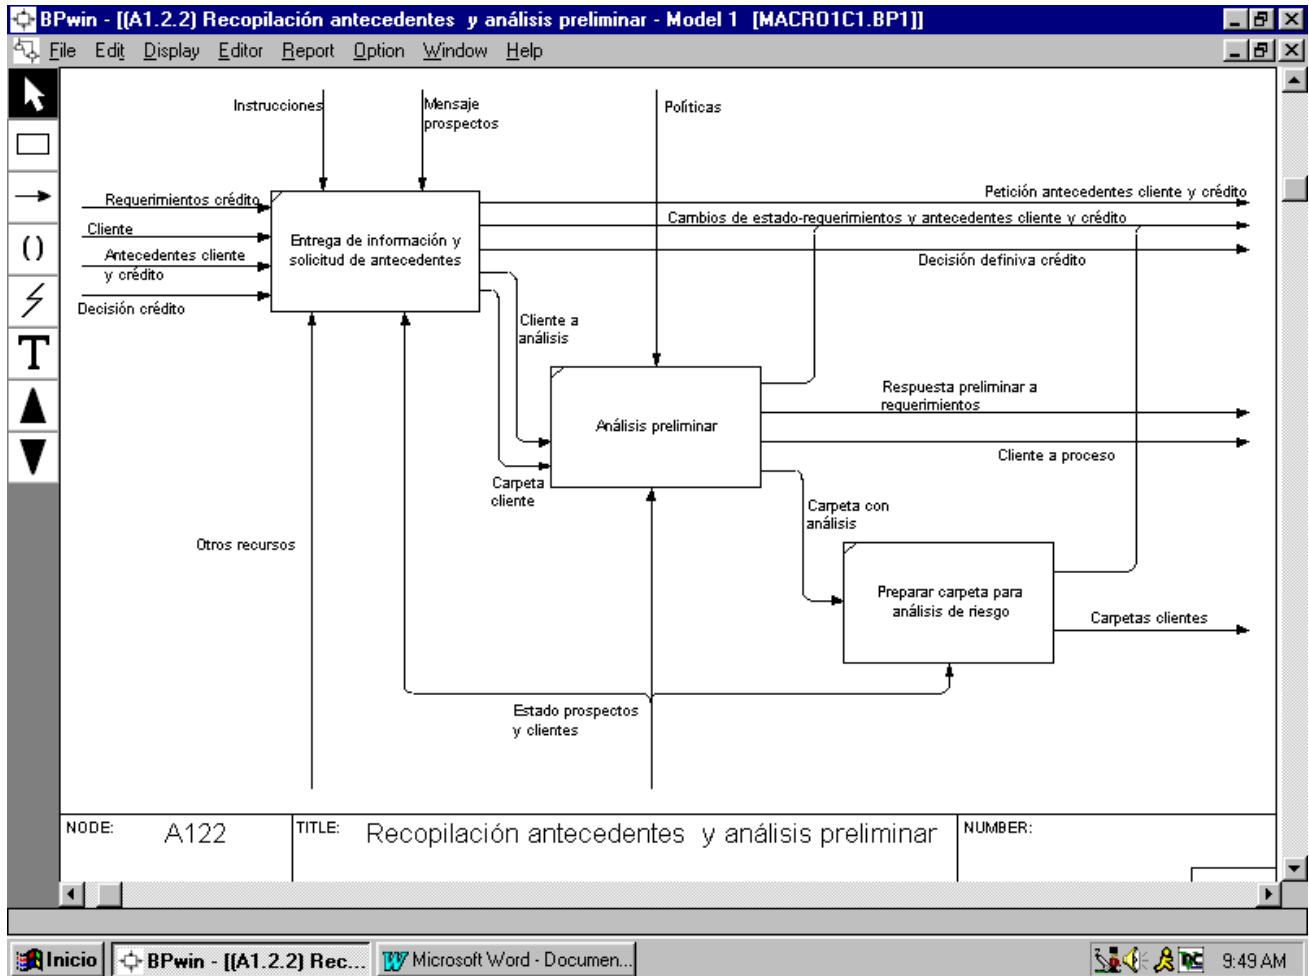 BPwin - [(A1.2.2) Recopilación antecedentes  y análisis preliminar - Model 1  [MACRO1C1.BP1]]
File Edit Display Editor Report Option Window Help
Instrucciones
Mensaje
prospectos
Políticas
Requerimientos crédito
Cliente
Antecedentes cliente
y crédito
Decisión crédito
Entrega de información y
solicitud de antecedentes
Petición antecedentes cliente y crédito
Cambios de estado-requerimientos y antecedentes cliente y crédito
Decisión definiva crédito
Cliente a
análisis
Carpeta
cliente
Análisis preliminar
Respuesta preliminar a
requerimientos
Cliente a proceso
Carpeta con
análisis
Otros recursos
Preparar carpeta para
análisis de riesgo
Carpetas clientes
Estado prospectos
y clientes
NODE: A122
TITLE: Recopilación antecedentes  y análisis preliminar
NUMBER:
Inicio
BPwin - [(A1.2.2) Rec...
Microsoft Word - Documen...
9:49 AM